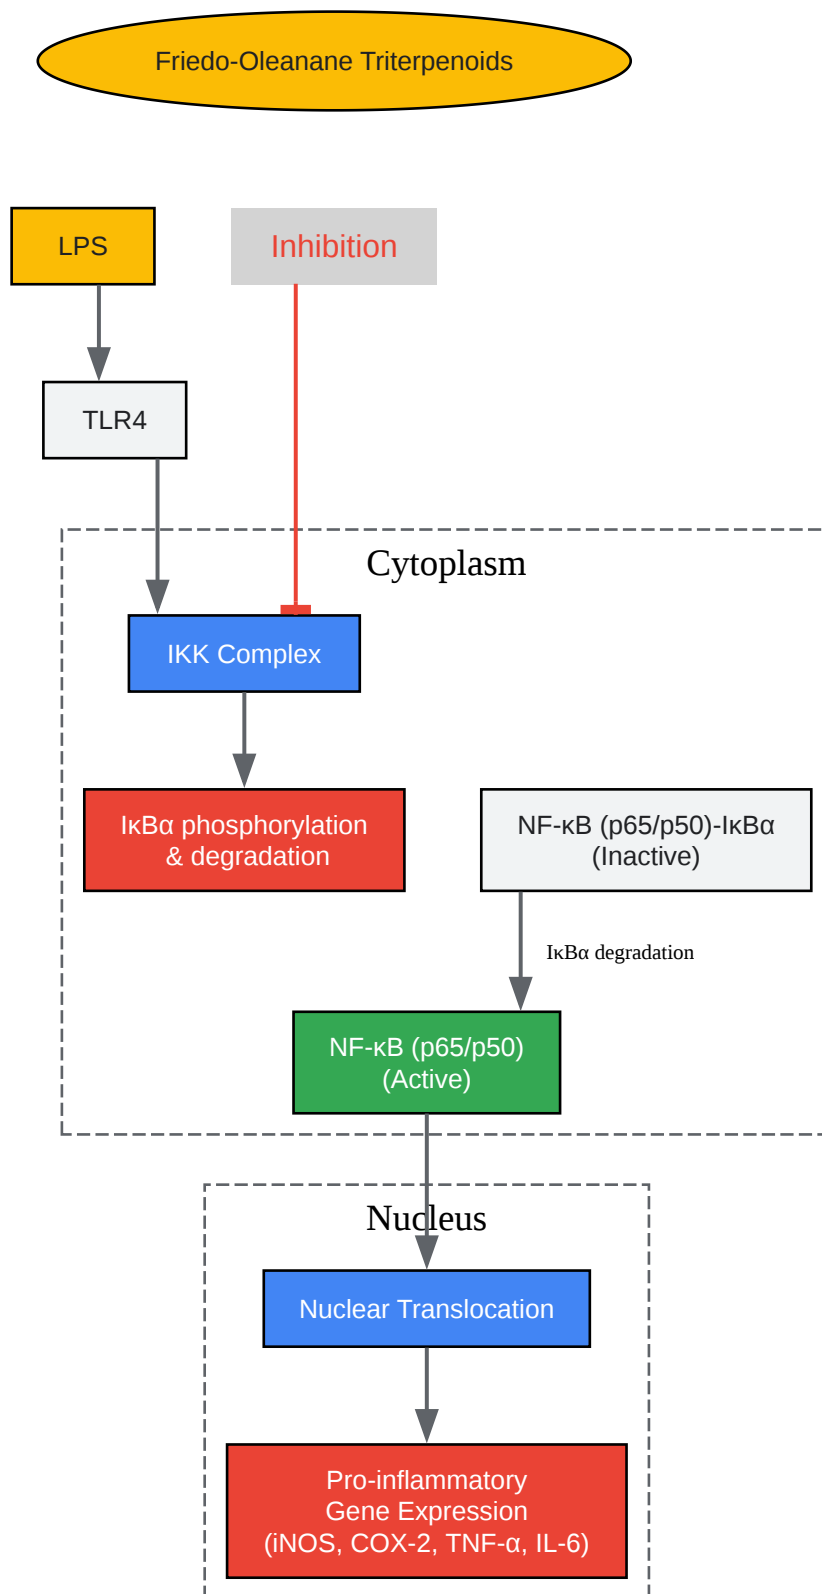 Friedo-Oleanane Triterpenoids
LPS
Inhibition
TLR4
Cytoplasm
IKK Complex
IκBα phosphorylation
& degradation
NF-κB (p65/p50)-IκBα
(Inactive)
IκBα degradation
NF-κB (p65/p50)
(Active)
Nucleus
Nuclear Translocation
Pro-inflammatory
Gene Expression
(iNOS, COX-2, TNF-α, IL-6)